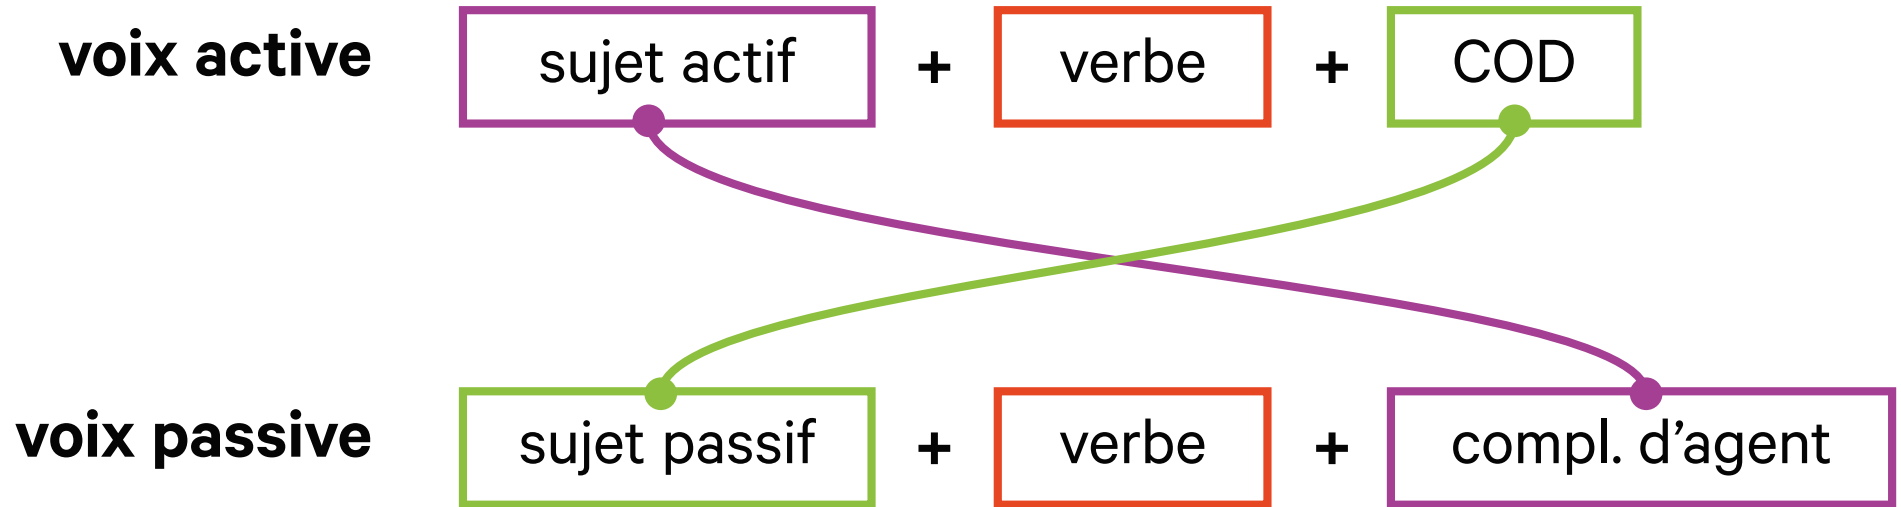 voix active sujet actif + verbe + COD
voix passive sujet passif + verbe + compl. d’agent